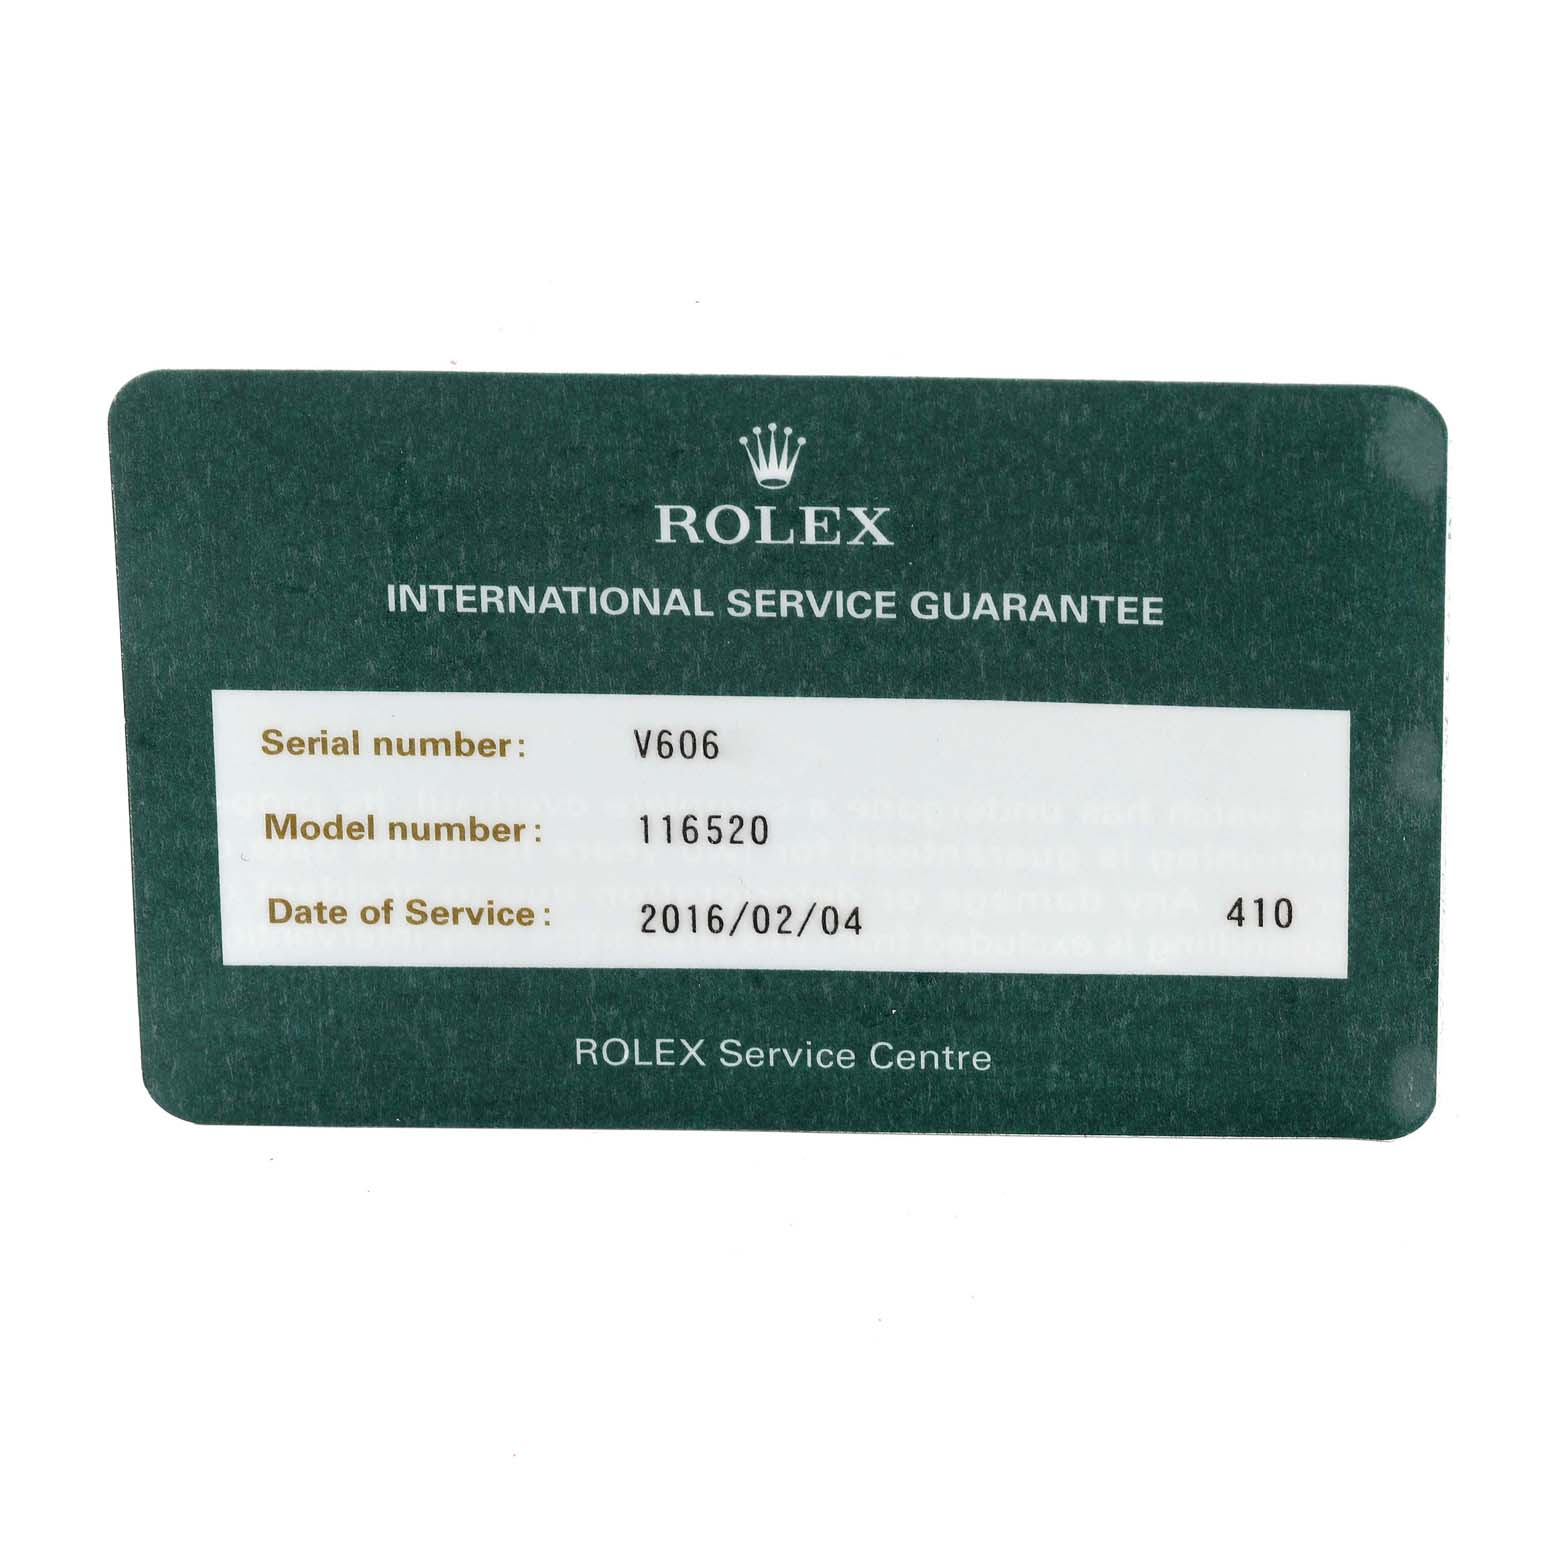 ROLEX
INTERNATIONAL SERVICE GUARANTEE
Serial number: V606
Model number: 116520
Date of Service: 2016/02/04 410
ROLEX Service Centre